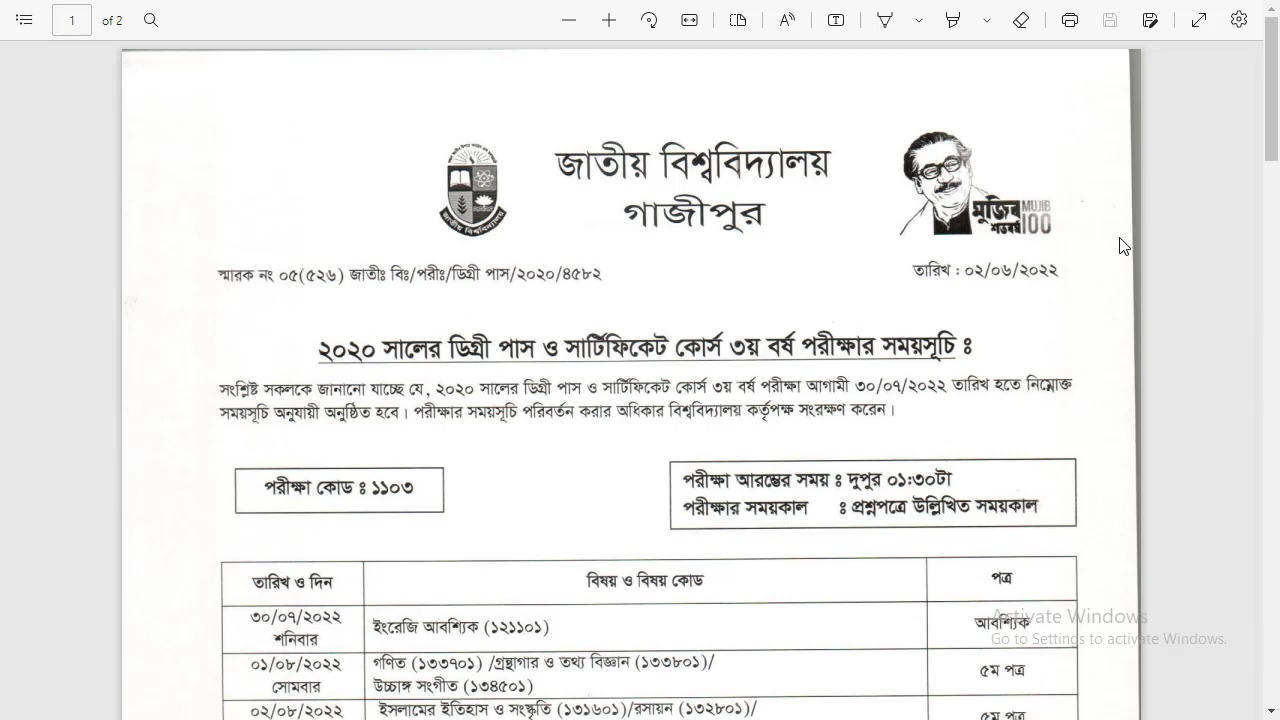 1 of 2
জাতীয় বিশ্ববিদ্যালয়
গাজীপুর
মুজিব শতবর্ষ MUJIB 100
স্মারক নং ০৫(৫২৬) জাতীঃ বিঃ/পরীঃ/ডিগ্রী পাস/২০২০/৪৫৮২
তারিখ : ০২/০৬/২০২২
২০২০ সালের ডিগ্রী পাস ও সার্টিফিকেট কোর্স ৩য় বর্ষ পরীক্ষার সময়সূচি ঃ
সংশ্লিষ্ট সকলকে জানানো যাচ্ছে যে, ২০২০ সালের ডিগ্রী পাস ও সার্টিফিকেট কোর্স ৩য় বর্ষ পরীক্ষা আগামী ৩০/০৭/২০২২ তারিখ হতে নিম্নোক্ত
সময়সূচি অনুযায়ী অনুষ্ঠিত হবে। পরীক্ষার সময়সূচি পরিবর্তন করার অধিকার বিশ্ববিদ্যালয় কর্তৃপক্ষ সংরক্ষণ করেন।
পরীক্ষা কোড ঃ ১১০৩
পরীক্ষা আরম্ভের সময় ঃ দুপুর ০১:৩০টা
পরীক্ষার সময়কাল ঃ প্রশ্নপত্রে উল্লিখিত সময়কাল
তারিখ ও দিন বিষয় ও বিষয় কোড পত্র
৩০/০৭/২০২২
শনিবার
ইংরেজি আবশ্যিক (১২১১০১)
আবশ্যিক
০১/০৮/২০২২
সোমবার
গণিত (১৩৩৭০১) /গ্রন্থাগার ও তথ্য বিজ্ঞান (১৩৩৮০১)/
উচ্চাঙ্গ সংগীত (১৩৪৫০১)
৫ম পত্র
০২/০৮/২০২২
ইসলামের ইতিহাস ও সংস্কৃতি (১৩১৬০১)/রসায়ন (১৩২৮০১)/
৫ম পত্র
Activate Windows
Go to Settings to activate Windows.